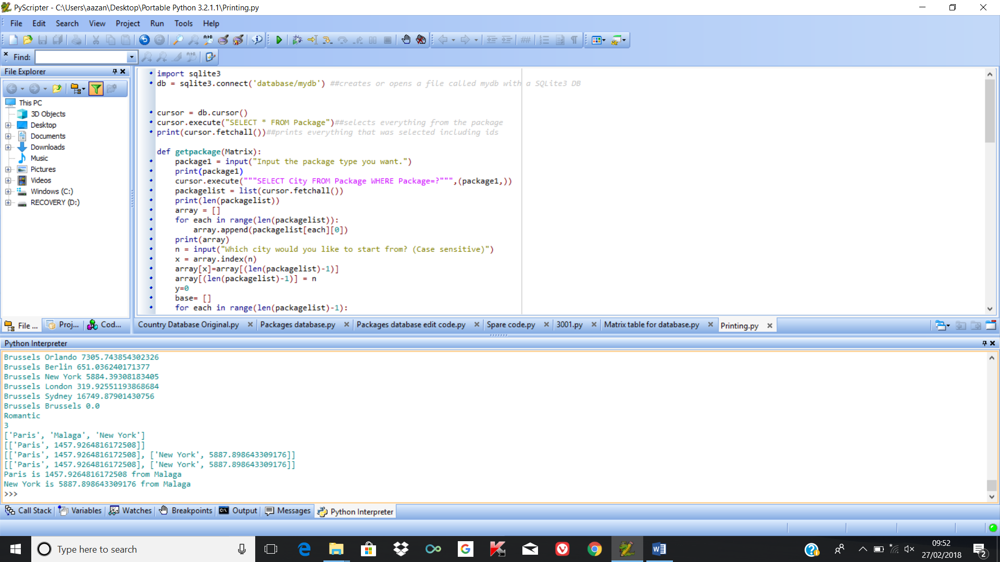 PyScripter - C:\Users\aazan\Desktop\Portable Python 3.2.1.1\Printing.py
File Edit Search View Project Run Tools Help
Find:
File Explorer
This PC
3D Objects
Desktop
Documents
Downloads
Music
Pictures
Videos
Windows (C:)
RECOVERY (D:)
File ... Proj... Cod...
import sqlite3
db = sqlite3.connect('database/mydb') ##creates or opens a file called mydb with a SQLite3 DB
cursor = db.cursor()
cursor.execute("SELECT * FROM Package")##selects everything from the package
print(cursor.fetchall())##prints everything that was selected including ids
def getpackage(Matrix):
    package1 = input("Input the package type you want.")
    print(package1)
    cursor.execute("""SELECT City FROM Package WHERE Package=?""",(package1,))
    packagelist = list(cursor.fetchall())
    print(len(packagelist))
    array = []
    for each in range(len(packagelist)):
        array.append(packagelist[each][0])
    print(array)
    n = input("Which city would you like to start from? (Case sensitive)")
    x = array.index(n)
    array[x]=array[(len(packagelist)-1)]
    array[(len(packagelist)-1)] = n
    y=0
    base= []
    for each in range(len(packagelist)-1):
Country Database Original.py Packages database.py Packages database edit code.py Spare code.py 3001.py Matrix table for database.py Printing.py
Python Interpreter
Brussels Orlando 7305.743854302326
Brussels Berlin 651.036240171377
Brussels New York 5884.39308183405
Brussels London 319.92551193868684
Brussels Sydney 16749.87901430756
Brussels Brussels 0.0
Romantic
3
['Paris', 'Malaga', 'New York']
[['Paris', 1457.9264816172508]]
[['Paris', 1457.9264816172508], ['New York', 5887.898643309176]]
[['Paris', 1457.9264816172508], ['New York', 5887.898643309176]]
Paris is 1457.9264816172508 from Malaga
New York is 5887.898643309176 from Malaga
>>>
Call Stack Variables Watches Breakpoints Output Messages Python Interpreter
Type here to search
09:52
27/02/2018
2